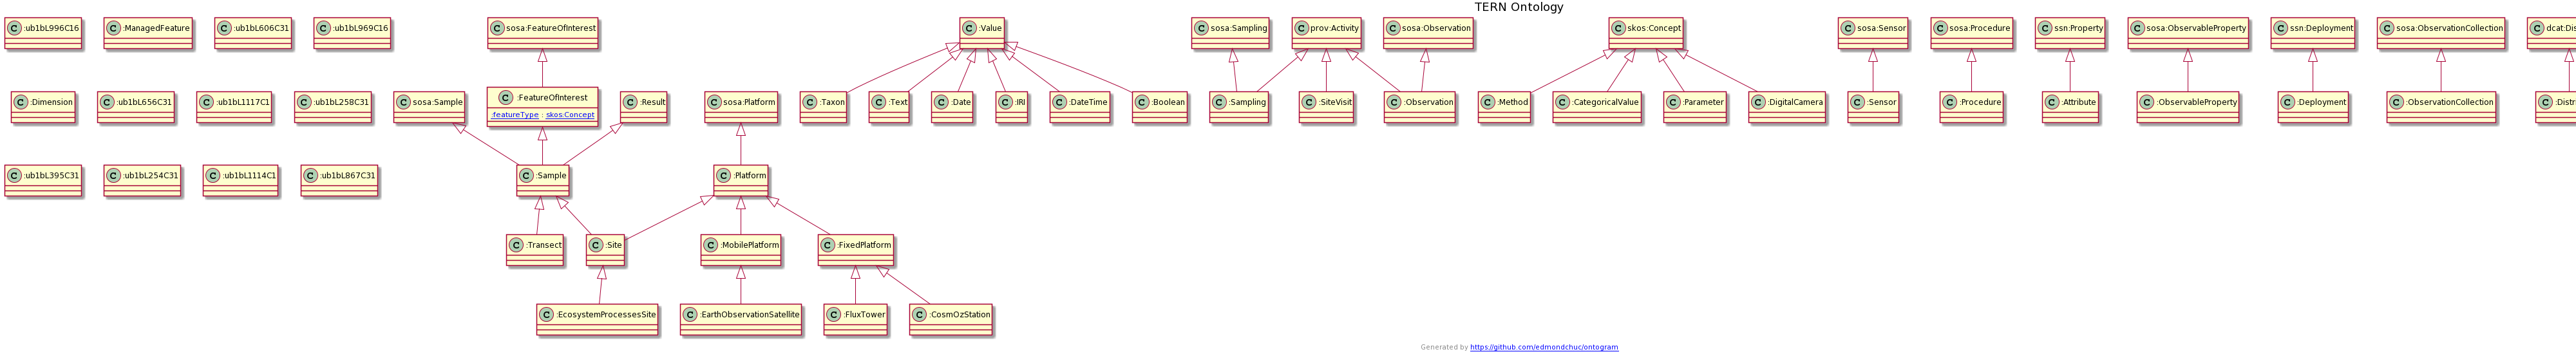 TERN Ontology
C :ub1bL996C16
C :ManagedFeature
C :ub1bL606C31
C :ub1bL969C16
C sosa:FeatureOfInterest
C :Value
C sosa:Sampling
C prov:Activity
C sosa:Observation
C skos:Concept
C sosa:Sensor
C sosa:Procedure
C ssn:Property
C sosa:ObservableProperty
C ssn:Deployment
C sosa:ObservationCollection
C dcat:Dis
C :Dimension
C :ub1bL656C31
C :ub1bL1117C1
C :ub1bL258C31
C sosa:Sample
C :FeatureOfInterest
:featureType : skos:Concept
C :Result
C sosa:Platform
C :Taxon
C :Text
C :Date
C :IRI
C :DateTime
C :Boolean
C :Sampling
C :SiteVisit
C :Observation
C :Method
C :CategoricalValue
C :Parameter
C :DigitalCamera
C :Sensor
C :Procedure
C :Attribute
C :ObservableProperty
C :Deployment
C :ObservationCollection
C :Distri
C :ub1bL395C31
C :ub1bL254C31
C :ub1bL1114C1
C :ub1bL867C31
C :Sample
C :Platform
C :Transect
C :Site
C :MobilePlatform
C :FixedPlatform
C :EcosystemProcessesSite
C :EarthObservationSatellite
C :FluxTower
C :CosmOzStation
Generated by https://github.com/edmondchuc/ontogram